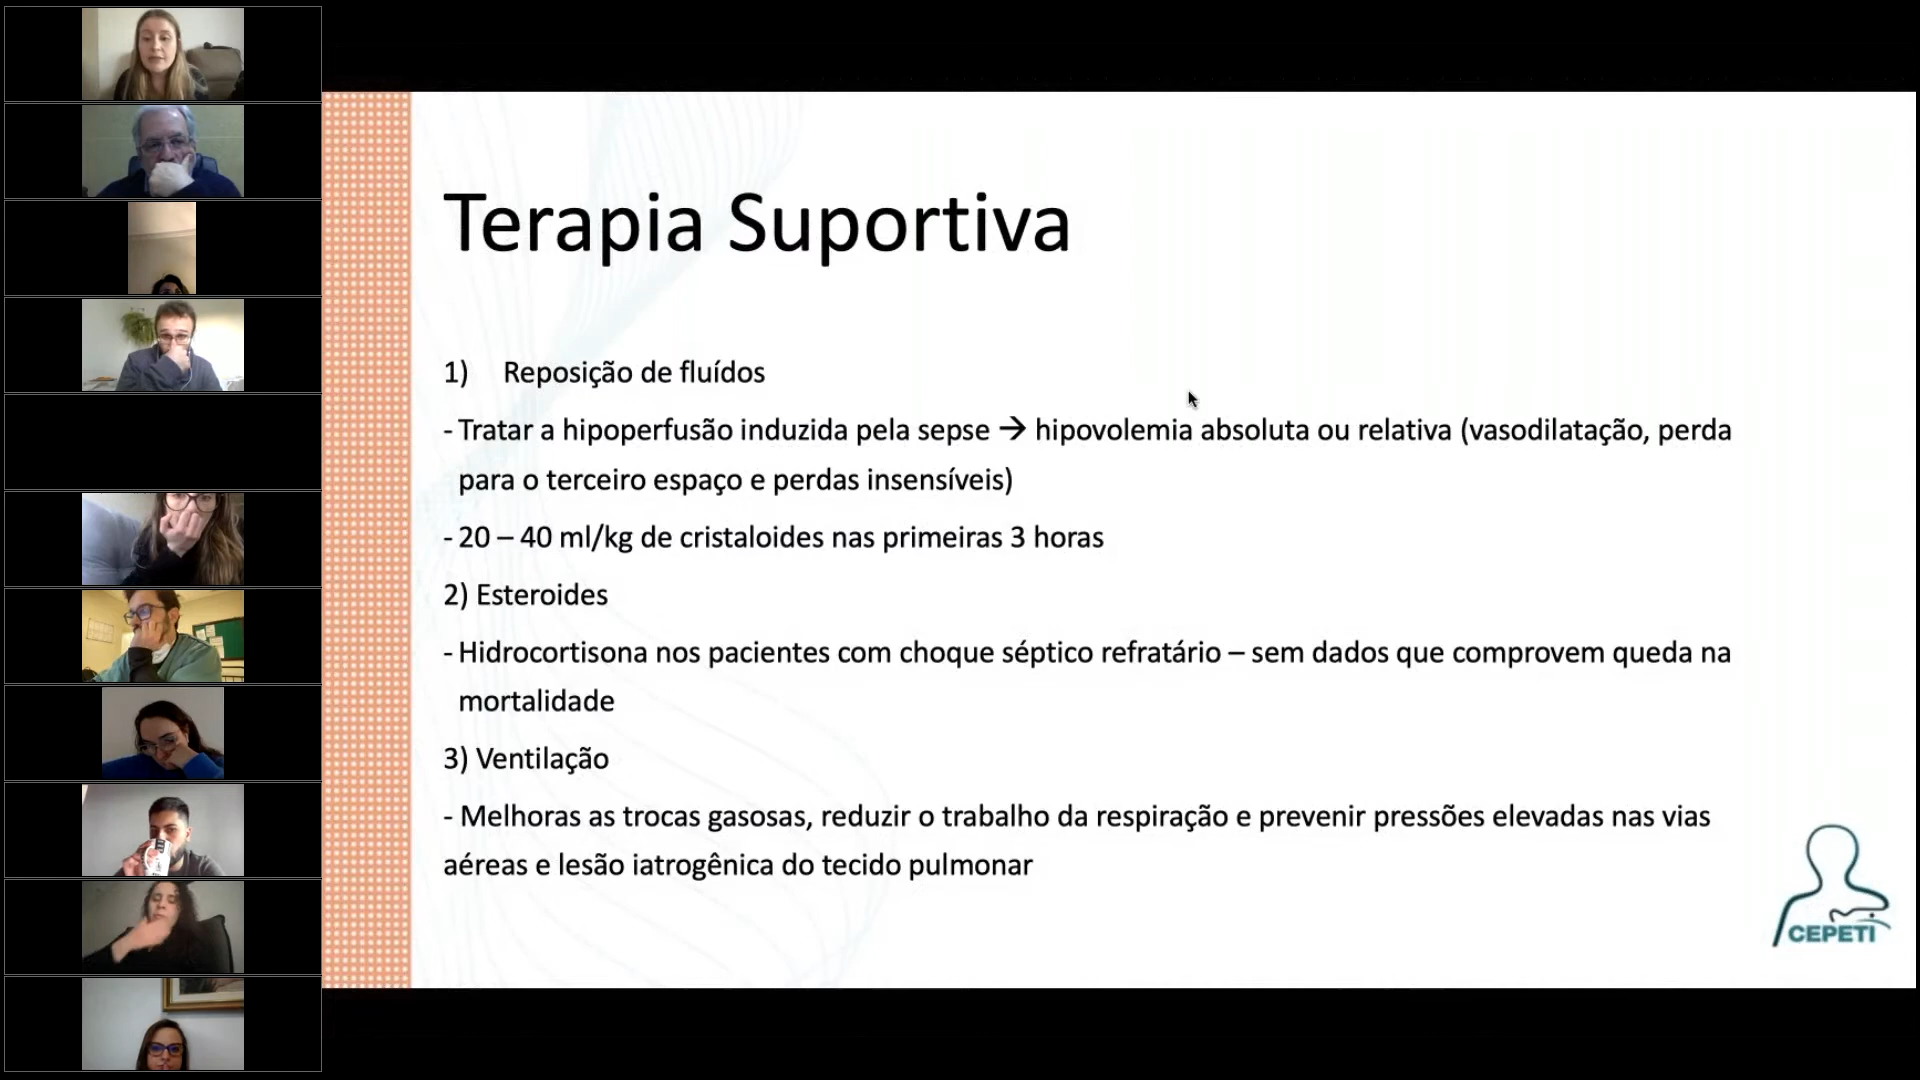 Terapia Suportiva
1) Reposição de fluídos
- Tratar a hipoperfusão induzida pela sepse → hipovolemia absoluta ou relativa (vasodilatação, perda
para o terceiro espaço e perdas insensíveis)
- 20 – 40 ml/kg de cristaloides nas primeiras 3 horas
2) Esteroides
- Hidrocortisona nos pacientes com choque séptico refratário – sem dados que comprovem queda na
mortalidade
3) Ventilação
- Melhoras as trocas gasosas, reduzir o trabalho da respiração e prevenir pressões elevadas nas vias
aéreas e lesão iatrogênica do tecido pulmonar
CEPETI